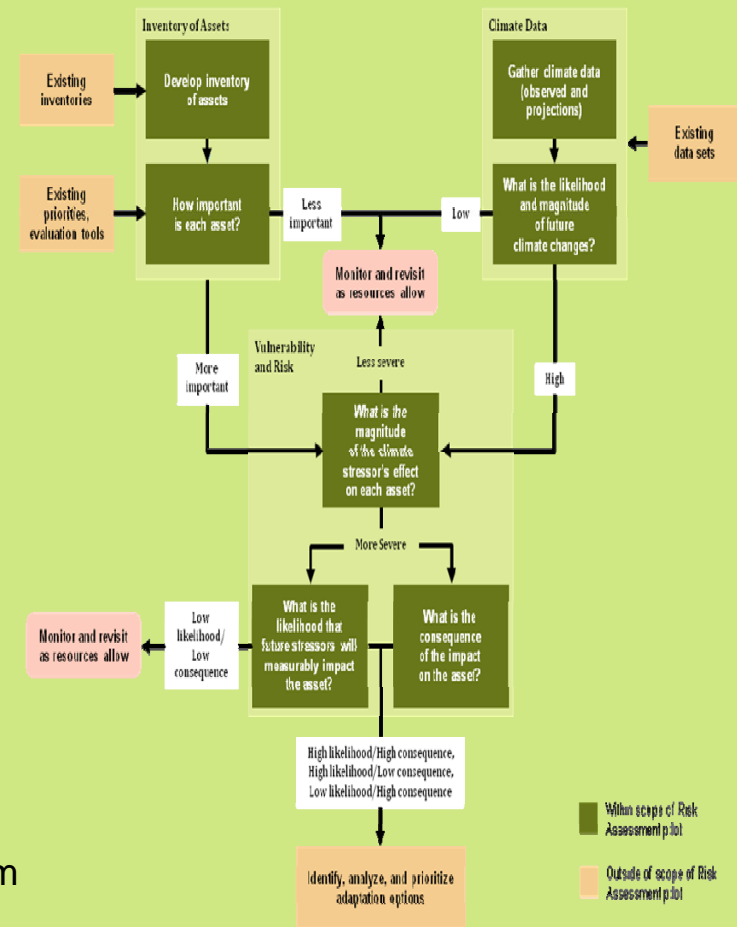 Inventory of Assets
Climate Data
Existing
inventories
Develop inventory
of assets
Gather climate data
(observed and
projections)
Existing
data sets
Existing
priorities,
evaluation tools
How important
is each asset?
Less
important
Low
What is the likelihood
and magnitude
of future
climate changes?
Monitor and revisit
as resources allow
More
important
Vulnerability
and Risk
Less severe
High
What is the
magnitude
of the climate
stressor's effect
on each asset?
More Severe
Monitor and revisit
as resources allow
Low
likelihood/
Low
consequence
What is the
likelihood that
future stressors will
measurably impact
the asset?
What is the
consequence
of the impact
on the asset?
High likelihood/High consequence,
High likelihood/Low consequence,
Low likelihood/High consequence
Within scope of Risk
Assessment pilot
m
Identify, analyze, and prioritize
adaptation options
Outside of scope of Risk
Assessment pilot